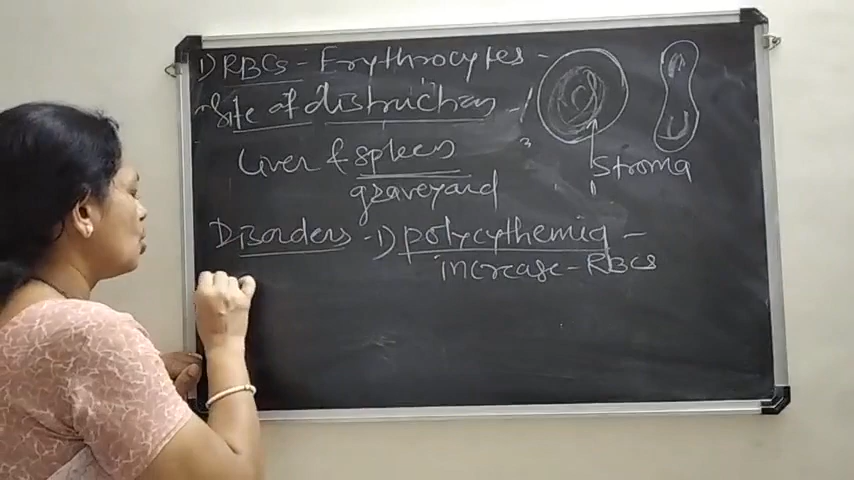 1) RBCs - Erythrocytes -
Site of distruction -
Liver & spleen
graveyard
Stroma
Disorders - 1) polycythemia -
increase - RBCs